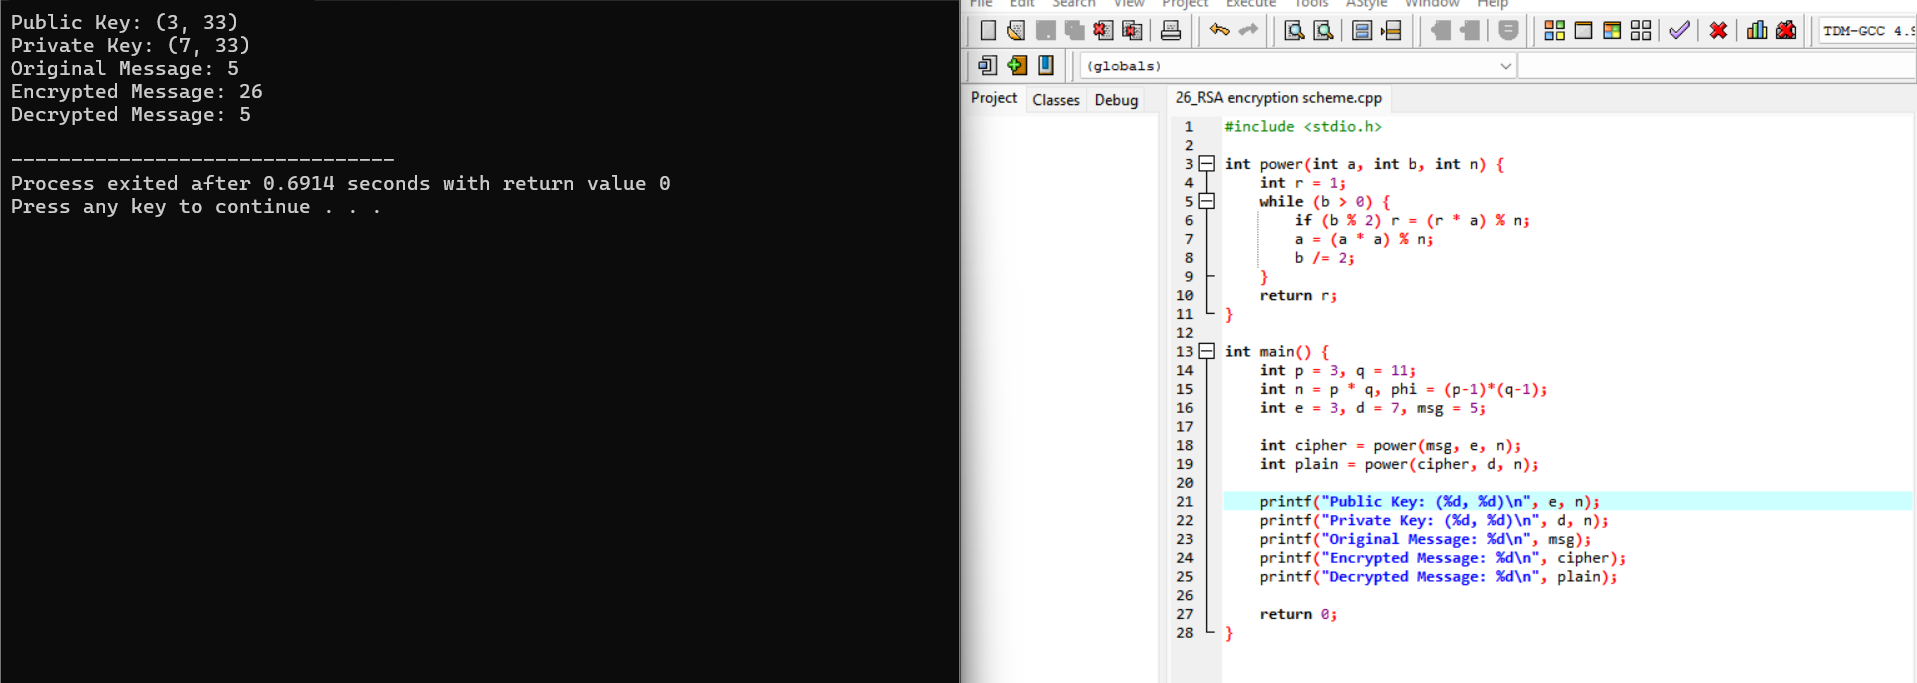 Public Key: (3, 33)
Private Key: (7, 33)
Original Message: 5
Encrypted Message: 26
Decrypted Message: 5
--------------------------------
Process exited after 0.6914 seconds with return value 0
Press any key to continue . . .
File Edit Search View Project Execute Tools AStyle Window Help
TDM-GCC 4.9
(globals)
Project Classes Debug
26_RSA encryption scheme.cpp
1 #include <stdio.h>
2
3 int power(int a, int b, int n) {
4     int r = 1;
5     while (b > 0) {
6         if (b % 2) r = (r * a) % n;
7         a = (a * a) % n;
8         b /= 2;
9     }
10     return r;
11 }
12
13 int main() {
14     int p = 3, q = 11;
15     int n = p * q, phi = (p-1)*(q-1);
16     int e = 3, d = 7, msg = 5;
17
18     int cipher = power(msg, e, n);
19     int plain = power(cipher, d, n);
20
21     printf("Public Key: (%d, %d)\n", e, n);
22     printf("Private Key: (%d, %d)\n", d, n);
23     printf("Original Message: %d\n", msg);
24     printf("Encrypted Message: %d\n", cipher);
25     printf("Decrypted Message: %d\n", plain);
26
27     return 0;
28 }